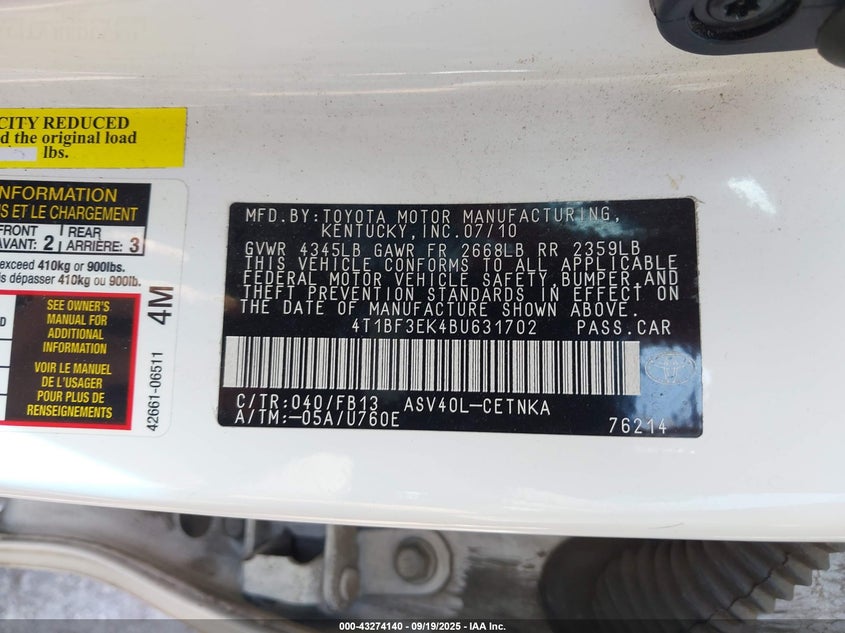 CITY REDUCED
d the original load
lbs.
NFORMATION
S ET LE CHARGEMENT
FRONT
AVANT: 2
REAR
ARRIÈRE: 3
exceed 410kg or 900lbs.
s dépasser 410kg ou 900lb.
SEE OWNER'S
MANUAL FOR
ADDITIONAL
INFORMATION
VOIR LE MANUEL
DE L'USAGER
POUR PLUS DE
RENSEIGNEMENTS
4M
42661-06511
MFD.BY:TOYOTA MOTOR MANUFACTURING,
KENTUCKY,INC.07/10
GVWR 4345LB GAWR FR 2668LB RR 2359LB
THIS VEHICLE CONFORMS TO ALL APPLICABLE
FEDERAL MOTOR VEHICLE SAFETY,BUMPER,AND
THEFT PREVENTION STANDARDS IN EFFECT ON
THE DATE OF MANUFACTURE SHOWN ABOVE.
4T1BF3EK4BU631702 PASS.CAR
C/TR:040/FB13 ASV40L-CETNKA
A/TM:-05A/U760E
76214
000-43274140 - 09/19/2025 - IAA Inc.